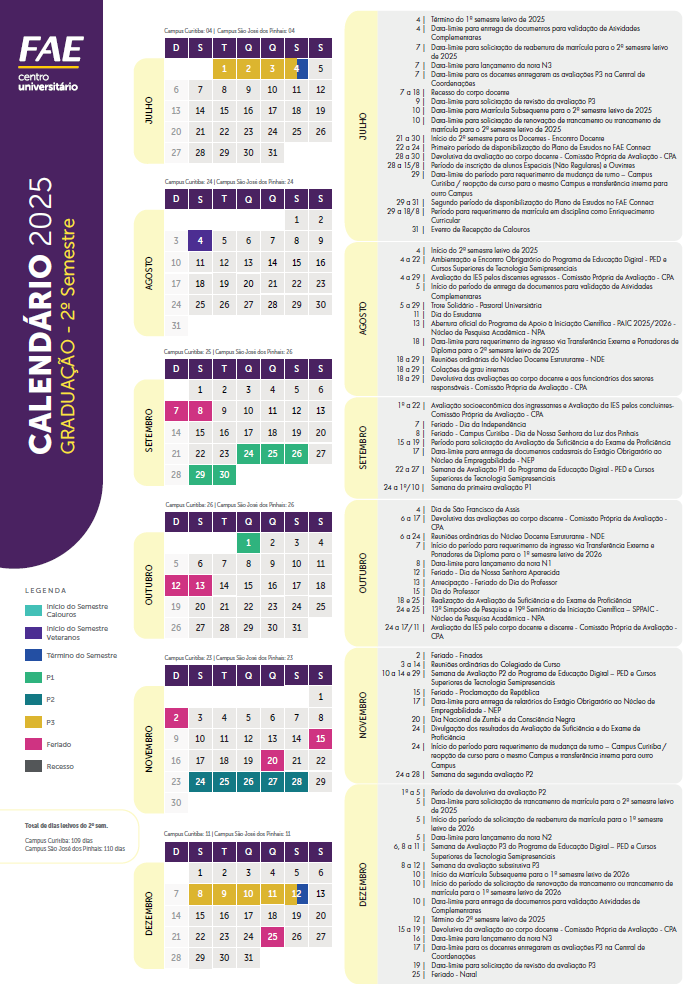 FAE
centro
universitário
CALENDÁRIO 2025
GRADUAÇÃO - 2º Semestre
LEGENDA
Início do Semestre
Calouros
Início do Semestre
Veteranos
Término do Semestre
P1
P2
P3
Feriado
Recesso
Total de dias letivos do 2º sem.
Campus Curitiba: 109 dias
Campus São José dos Pinhais: 110 dias
Campus Curitiba: 04 | Campus São José dos Pinhais: 04
JULHO
D S T Q Q S S
1 2 3 4 5
6 7 8 9 10 11 12
13 14 15 16 17 18 19
20 21 22 23 24 25 26
27 28 29 30 31
Campus Curitiba: 24 | Campus São José dos Pinhais: 24
AGOSTO
D S T Q Q S S
1 2
3 4 5 6 7 8 9
10 11 12 13 14 15 16
17 18 19 20 21 22 23
24 25 26 27 28 29 30
31
Campus Curitiba: 25 | Campus São José dos Pinhais: 26
SETEMBRO
D S T Q Q S S
1 2 3 4 5 6
7 8 9 10 11 12 13
14 15 16 17 18 19 20
21 22 23 24 25 26 27
28 29 30
Campus Curitiba: 26 | Campus São José dos Pinhais: 26
OUTUBRO
D S T Q Q S S
1 2 3 4
5 6 7 8 9 10 11
12 13 14 15 16 17 18
19 20 21 22 23 24 25
26 27 28 29 30 31
Campus Curitiba: 23 | Campus São José dos Pinhais: 23
NOVEMBRO
D S T Q Q S S
1
2 3 4 5 6 7 8
9 10 11 12 13 14 15
16 17 18 19 20 21 22
23 24 25 26 27 28 29
30
Campus Curitiba: 11 | Campus São José dos Pinhais: 11
DEZEMBRO
D S T Q Q S S
1 2 3 4 5 6
7 8 9 10 11 12 13
14 15 16 17 18 19 20
21 22 23 24 25 26 27
28 29 30 31
JULHO
4 | Término do 1º semestre letivo de 2025
4 | Data-limite para entrega de documentos para validação de Atividades
Complementares
7 | Data-limite para solicitação de reabertura de matrícula para o 2º semestre letivo
de 2025
7 | Data-limite para lançamento da nota N3
7 | Data-limite para os docentes entregarem as avaliações P3 na Central de
Coordenações
7 a 18 | Recesso do corpo docente
9 | Data-limite para solicitação de revisão da avaliação P3
10 | Data-limite para Matrícula Subsequente para o 2º semestre letivo de 2025
10 | Data-limite para solicitação de renovação de trancamento ou trancamento de
matrícula para o 2º semestre letivo de 2025
21 a 30 | Início do 2º semestre para os Docentes - Encontro Docente
22 a 24 | Primeiro período de disponibilização do Plano de Estudos no FAE Connect
28 a 30 | Devolutiva da avaliação ao corpo docente - Comissão Própria de Avaliação - CPA
28 a 15/8 | Período de inscrição de alunos Especiais (Não Regulares) e Ouvintes
29 | Data-limite do período para requerimento de mudança de turno – Campus
Curitiba / reopção de curso para o mesmo Campus e transferência interna para
outro Campus
29 a 31 | Segundo período de disponibilização do Plano de Estudos no FAE Connect
29 a 18/8 | Período para requerimento de matrícula em disciplina como Enriquecimento
Curricular
31 | Evento de Recepção de Calouros
AGOSTO
4 | Início do 2º semestre letivo de 2025
4 a 22 | Ambientação e Encontro Obrigatório do Programa de Educação Digital - PED e
Cursos Superiores de Tecnologia Semipresenciais
4 a 29 | Avaliação da IES pelos discentes egressos - Comissão Própria de Avaliação - CPA
5 | Início do período de entrega de documentos para validação de Atividades
Complementares
5 a 29 | Trote Solidário - Pastoral Universitária
11 | Dia do Estudante
13 | Abertura oficial do Programa de Apoio à Iniciação Científica - PAIC 2025/2026 -
Núcleo de Pesquisa Acadêmica - NPA
18 | Data-limite para requerimento de ingresso via Transferência Externa e Portadores de
Diploma para o 2º semestre letivo de 2025
18 a 29 | Reuniões ordinárias do Núcleo Docente Estruturante - NDE
18 a 29 | Colações de grau internas
18 a 29 | Devolutiva das avaliações ao corpo docente e aos funcionários dos setores
responsáveis - Comissão Própria de Avaliação - CPA
SETEMBRO
1º a 22 | Avaliação socioeconômica dos ingressantes e Avaliação da IES pelos concluintes-
Comissão Própria de Avaliação - CPA
7 | Feriado - Dia da Independência
8 | Feriado - Campus Curitiba - Dia de Nossa Senhora da Luz dos Pinhais
15 a 19 | Período para solicitação da Avaliação de Suficiência e do Exame de Proficiência
17 | Data-limite para entrega de documentos cadastrais do Estágio Obrigatório ao
Núcleo de Empregabilidade - NEP
22 a 27 | Semana de Avaliação P1 do Programa de Educação Digital - PED e Cursos
Superiores de Tecnologia Semipresenciais
24 a 1º/10 | Semana da primeira avaliação P1
OUTUBRO
4 | Dia de São Francisco de Assis
6 a 17 | Devolutiva das avaliações ao corpo discente - Comissão Própria de Avaliação -
CPA
6 a 24 | Reuniões ordinárias do Núcleo Docente Estruturante - NDE
7 | Início do período para requerimento de ingresso via Transferência Externa e
Portadores de Diploma para o 1º semestre letivo de 2026
8 | Data-limite para lançamento da nota N1
12 | Feriado - Dia de Nossa Senhora Aparecida
13 | Antecipação - Feriado do Dia do Professor
15 | Dia do Professor
18 e 25 | Realização da Avaliação de Suficiência e do Exame de Proficiência
24 e 25 | 13º Simpósio de Pesquisa e 19º Seminário de Iniciação Científica – SPPAIC -
Núcleo de Pesquisa Acadêmica - NPA
24 a 17/11 | Avaliação da IES pelo corpo docente e discente - Comissão Própria de Avaliação -
CPA
NOVEMBRO
2 | Feriado - Finados
3 a 14 | Reuniões ordinárias do Colegiado de Curso
10 a 14 e 29 | Semana de Avaliação P2 do Programa de Educação Digital – PED e Cursos
Superiores de Tecnologia Semipresenciais
15 | Feriado - Proclamação da República
17 | Data-limite para entrega de relatórios do Estágio Obrigatório ao Núcleo de
Empregabilidade - NEP
20 | Dia Nacional de Zumbi e da Consciência Negra
24 | Divulgação dos resultados da Avaliação de Suficiência e do Exame de
Proficiência
24 | Início do período para requerimento de mudança de turno – Campus Curitiba /
reopção de curso para o mesmo Campus e transferência interna para outro
Campus
24 a 28 | Semana da segunda avaliação P2
DEZEMBRO
1º a 5 | Período de devolutiva da avaliação P2
5 | Data-limite para solicitação de trancamento de matrícula para o 2º semestre letivo
de 2025
5 | Início do período de solicitação de reabertura de matrícula para o 1º semestre
letivo de 2026
5 | Data-limite para lançamento da nota N2
6, 8 a 11 | Semana de Avaliação P3 do Programa de Educação Digital – PED e Cursos
Superiores de Tecnologia Semipresenciais
8 a 12 | Semana da avaliação substitutiva P3
10 | Início da Matrícula Subsequente para o 1º semestre letivo de 2026
10 | Início do período de solicitação de renovação de trancamento ou trancamento de
matrícula para o 1º semestre letivo de 2026
10 | Data-limite para entrega de documentos para validação Atividades de
Complementares
12 | Término do 2º semestre letivo de 2025
15 a 19 | Devolutiva da avaliação ao corpo docente - Comissão Própria de Avaliação - CPA
16 | Data-limite para lançamento da nota N3
17 | Data-limite para os docentes entregarem as avaliações P3 na Central de
Coordenações
19 | Data-limite para solicitação de revisão da avaliação P3
25 | Feriado - Natal